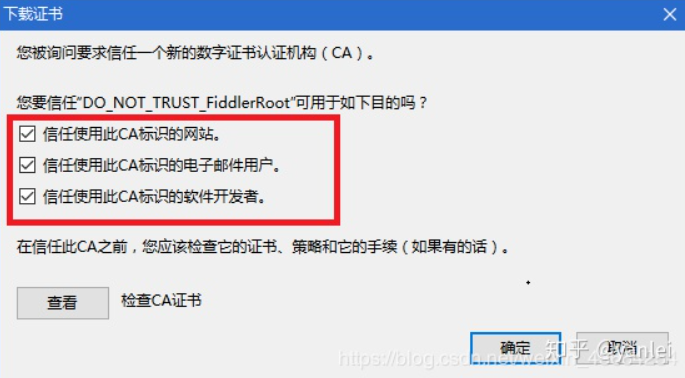 下载证书
您被询问要求信任一个新的数字证书认证机构（CA）。
您要信任“DO_NOT_TRUST_FiddlerRoot”可用于如下目的吗？
信任使用此CA标识的网站。
信任使用此CA标识的电子邮件用户。
信任使用此CA标识的软件开发者。
在信任此CA之前，您应该检查它的证书、策略和它的手续（如果有的话）。
查看 检查CA证书
确定 取消
知乎 @yanlei